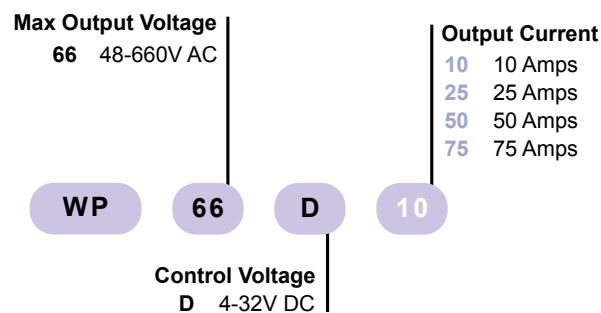 Max Output Voltage
66 48-660V AC
Output Current
10 10 Amps
25 25 Amps
50 50 Amps
75 75 Amps
WP 66 D 10
Control Voltage
D 4-32V DC